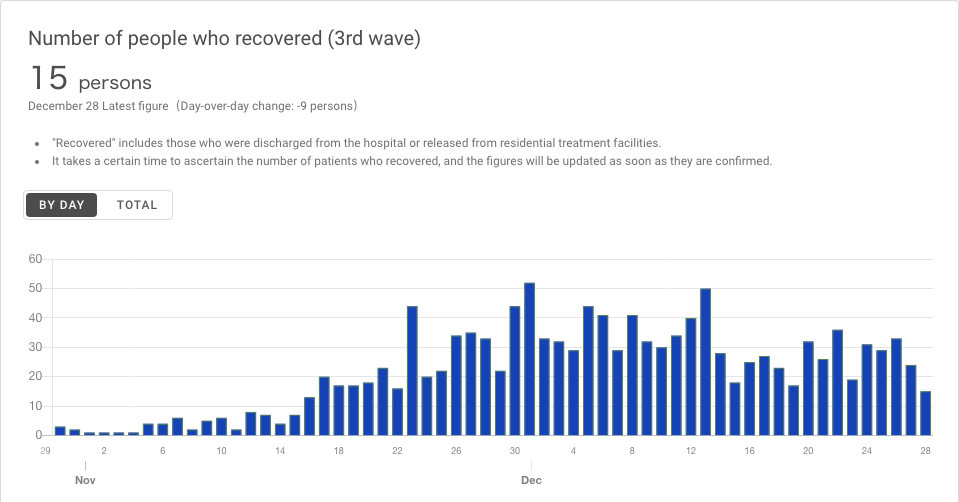 Number of people who recovered (3rd wave)
15 persons
December 28 Latest figure (Day-over-day change: -9 persons)
• "Recovered" includes those who were discharged from the hospital or released from residential treatment facilities.
• It takes a certain time to ascertain the number of patients who recovered, and the figures will be updated as soon as they are confirmed.
BY DAY TOTAL
60
50
40
30
20
10
0
29 2 6 10 14 18 22 26 30 4 8 12 16 20 24 28
Nov Dec